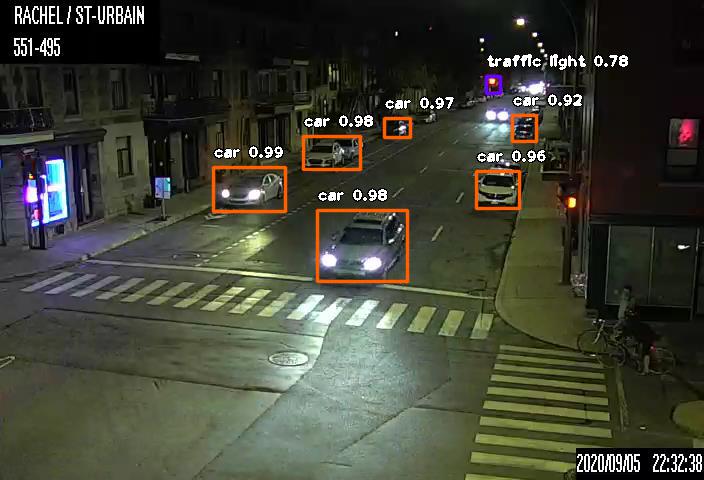 RACHEL / ST-URBAIN
551-495
traffic light 0.78
car 0.97
car 0.92
car 0.98
car 0.99
car 0.96
car 0.98
2020/09/05 22:32:38